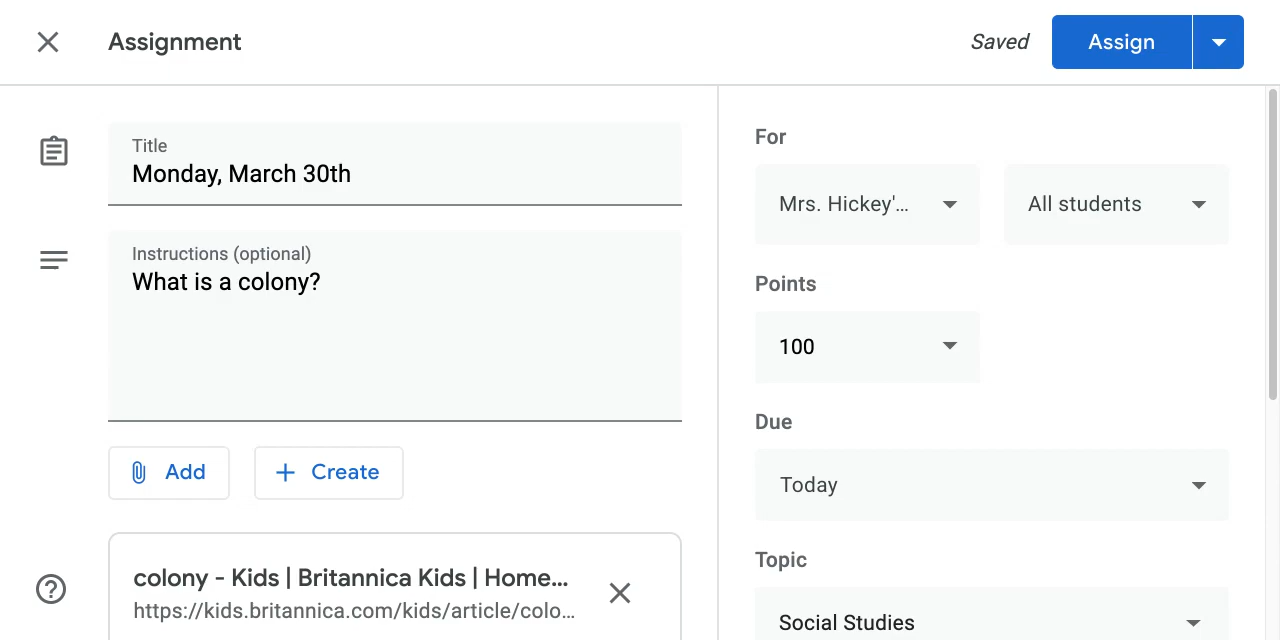 Assignment
Saved
Assign
Title
Monday, March 30th
Instructions (optional)
What is a colony?
Add
Create
colony - Kids | Britannica Kids | Home...
https://kids.britannica.com/kids/article/colo...
For
Mrs. Hickey'...
All students
Points
100
Due
Today
Topic
Social Studies